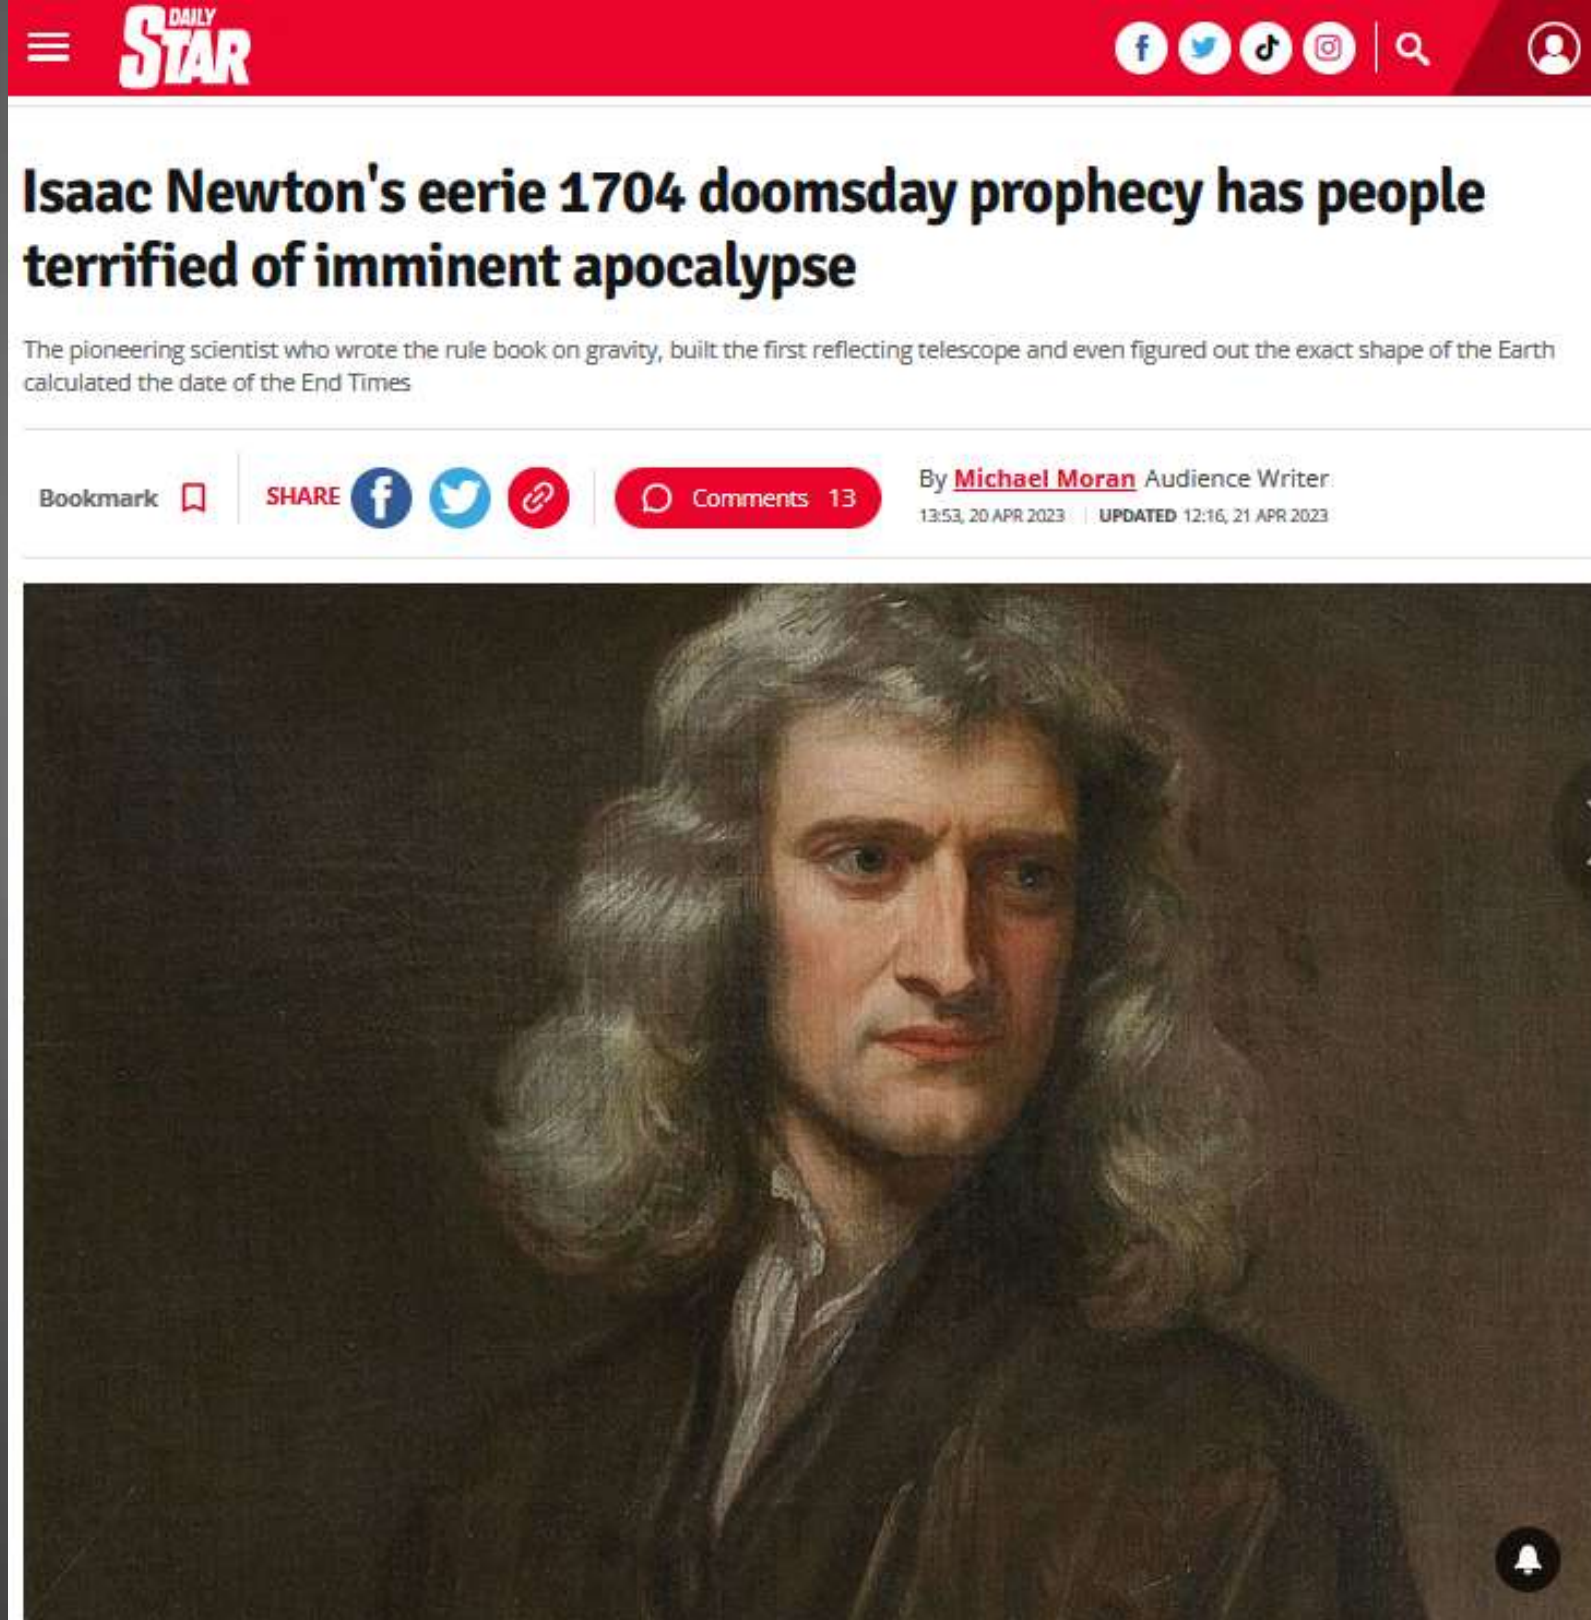 DAILY
STAR
Isaac Newton's eerie 1704 doomsday prophecy has people
terrified of imminent apocalypse
The pioneering scientist who wrote the rule book on gravity, built the first reflecting telescope and even figured out the exact shape of the Earth
calculated the date of the End Times
Bookmark SHARE Comments 13
By Michael Moran Audience Writer
13:53, 20 APR 2023 UPDATED 12:16, 21 APR 2023